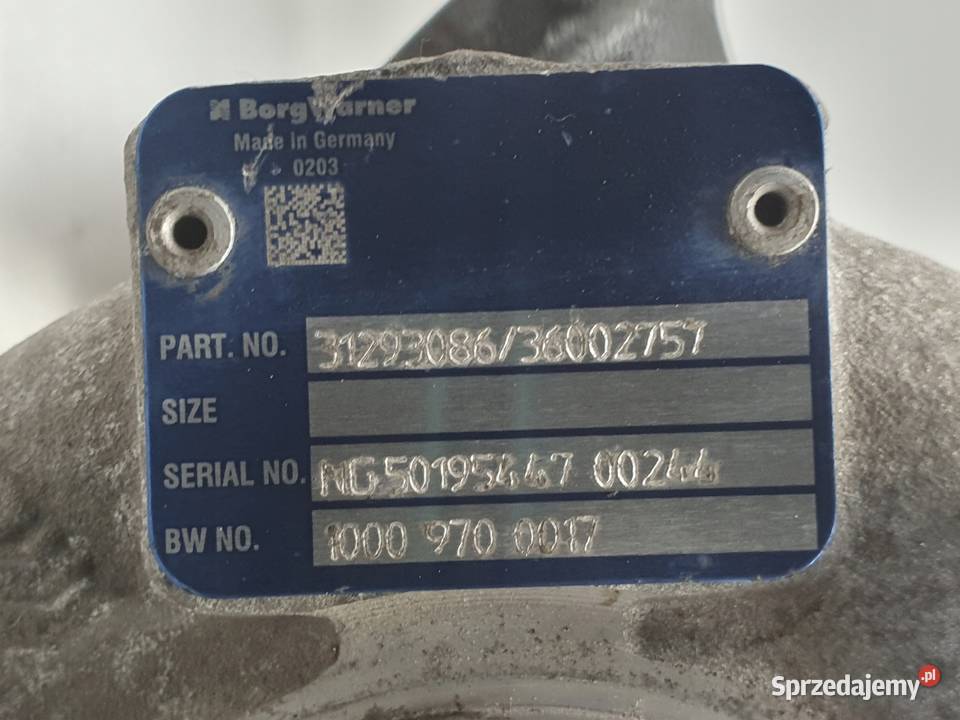 BorgWarner
Made in Germany
0203
PART. NO. 31293086/36002757
SIZE
SERIAL NO. NG50195447 00244
BW NO. 1000 970 0017
Sprzedajemy.pl